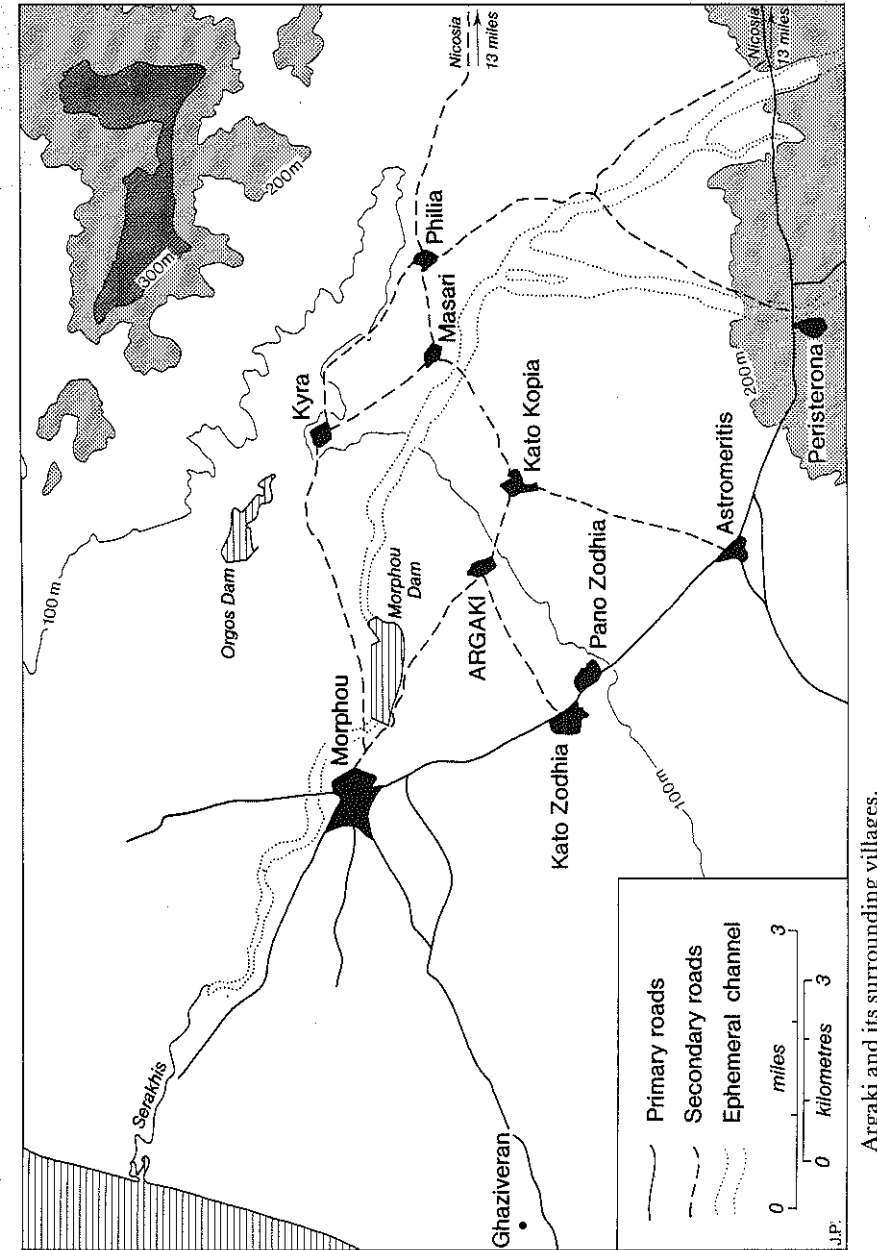 Serakhis
Ghaziveran
Morphou
100 m
Orgos Dam
Morphou
Dam
Kyra
300m
200m
Nicosia
13 miles
Philia
Masari
ARGAKI
Kato Kopia
Kato Zodhia
Pano Zodhia
100m
Astromeritis
200m
Peristerona
Nicosia
13 miles
Primary roads
Secondary roads
Ephemeral channel
0 miles 3
0 kilometres 3
J.P.
Argaki and its surrounding villages.